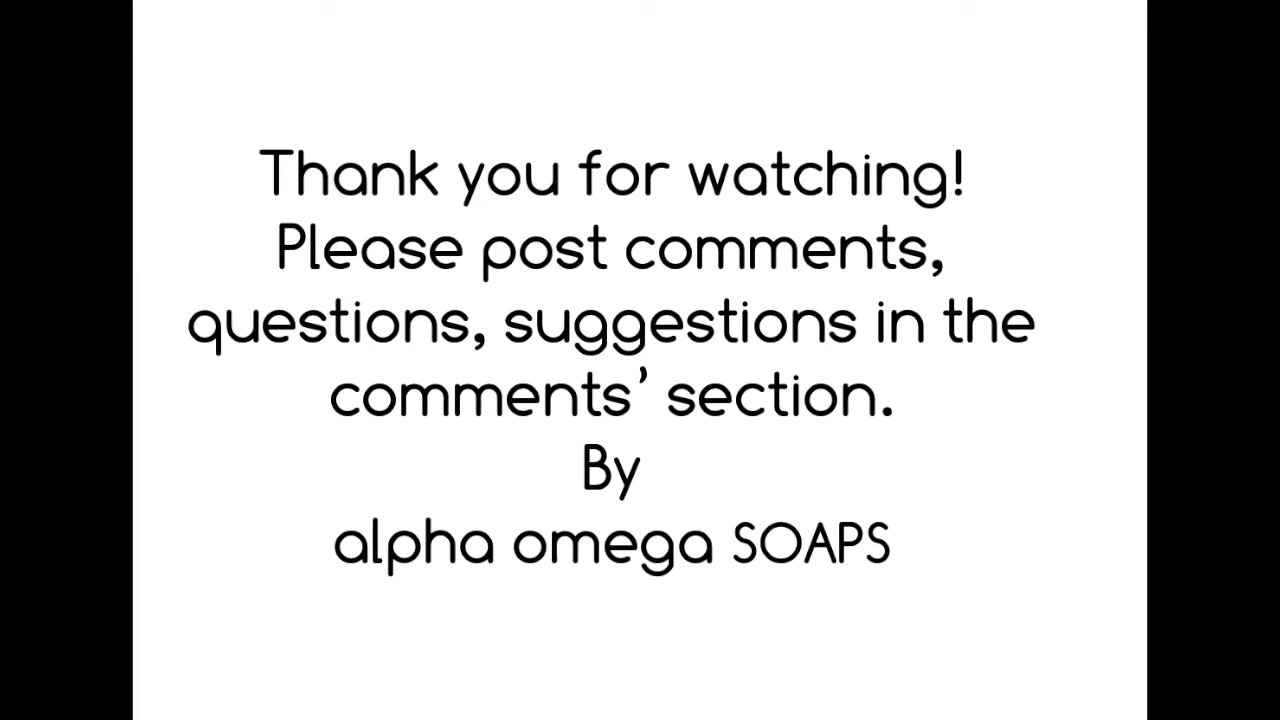 Thank you for watching!
Please post comments,
questions, suggestions in the
comments’ section.
By
alpha omega SOAPS